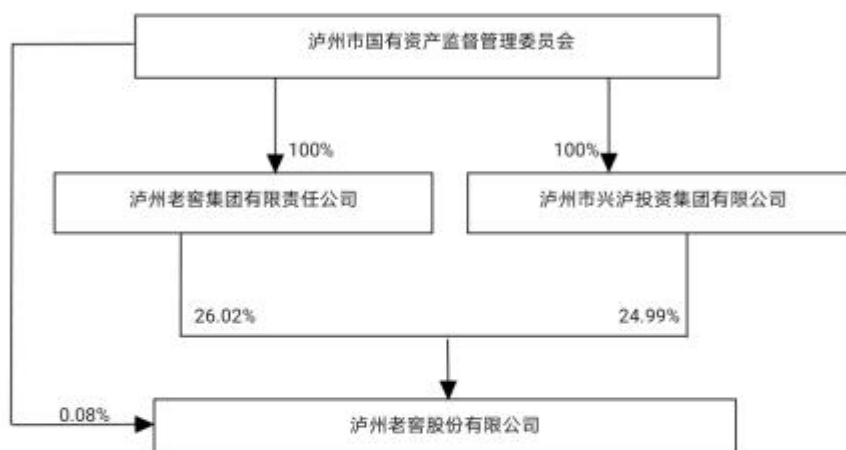 泸州市国有资产监督管理委员会
100%
100%
泸州老窖集团有限责任公司
泸州市兴泸投资集团有限公司
26.02%
24.99%
0.08%
泸州老窖股份有限公司